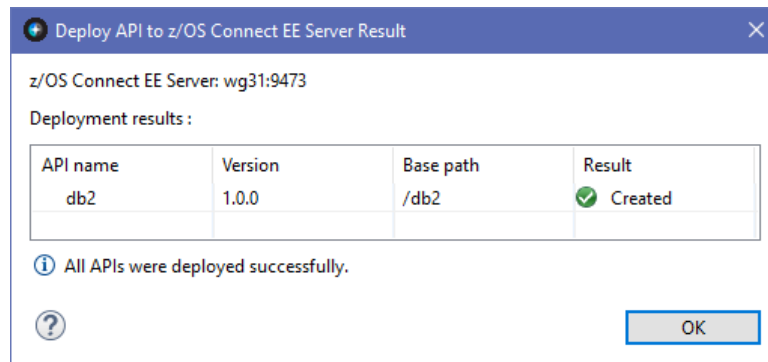 Deploy API to z/OS Connect EE Server Result
z/OS Connect EE Server: wg31:9473
Deployment results :
API name Version Base path Result
db2 1.0.0 /db2 Created
All APIs were deployed successfully.
OK